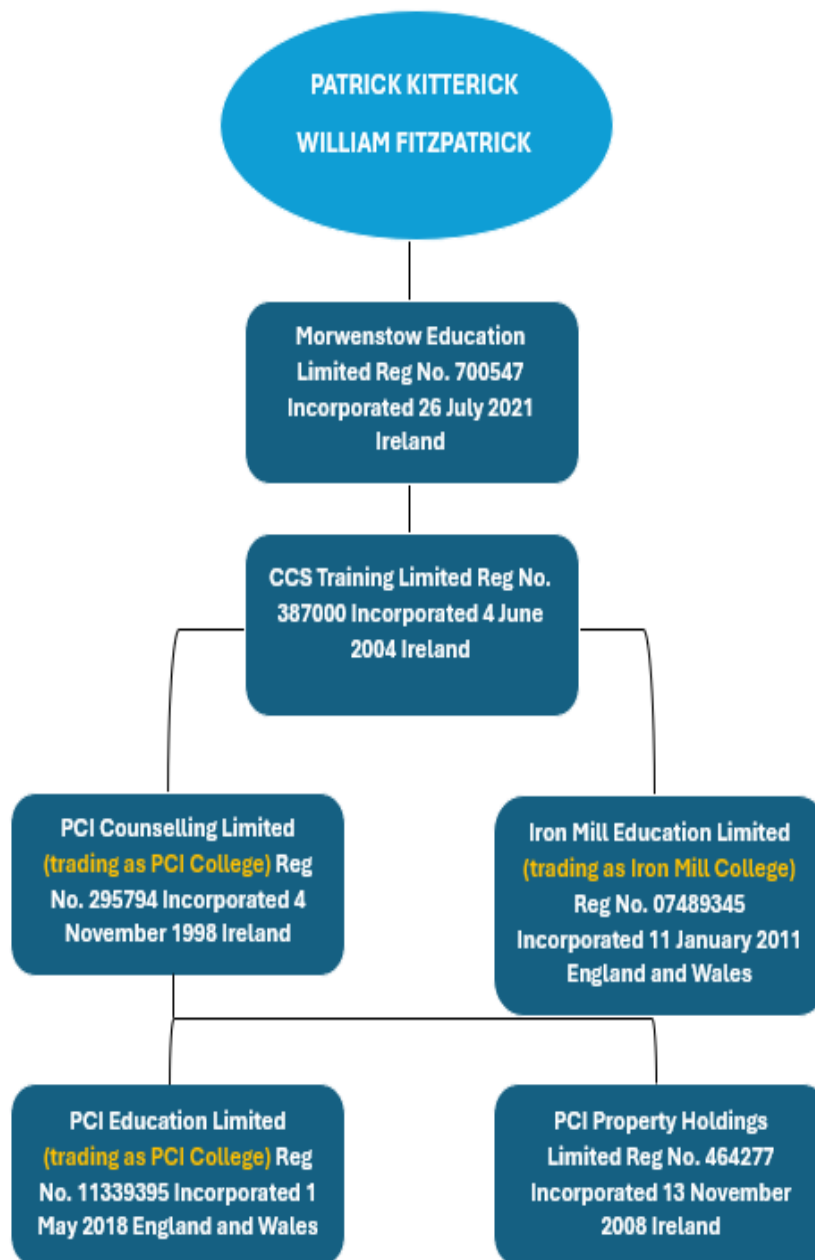 PATRICK KITTERICK
WILLIAM FITZPATRICK
Morwenstow Education
Limited Reg No. 700547
Incorporated 26 July 2021
Ireland
CCS Training Limited Reg No.
387000 Incorporated 4 June
2004 Ireland
PCI Counselling Limited
(trading as PCI College) Reg
No. 295794 Incorporated 4
November 1998 Ireland
Iron Mill Education Limited
(trading as Iron Mill College)
Reg No. 07489345
Incorporated 11 January 2011
England and Wales
PCI Education Limited
(trading as PCI College) Reg
No. 11339395 Incorporated 1
May 2018 England and Wales
PCI Property Holdings
Limited Reg No. 464277
Incorporated 13 November
2008 Ireland